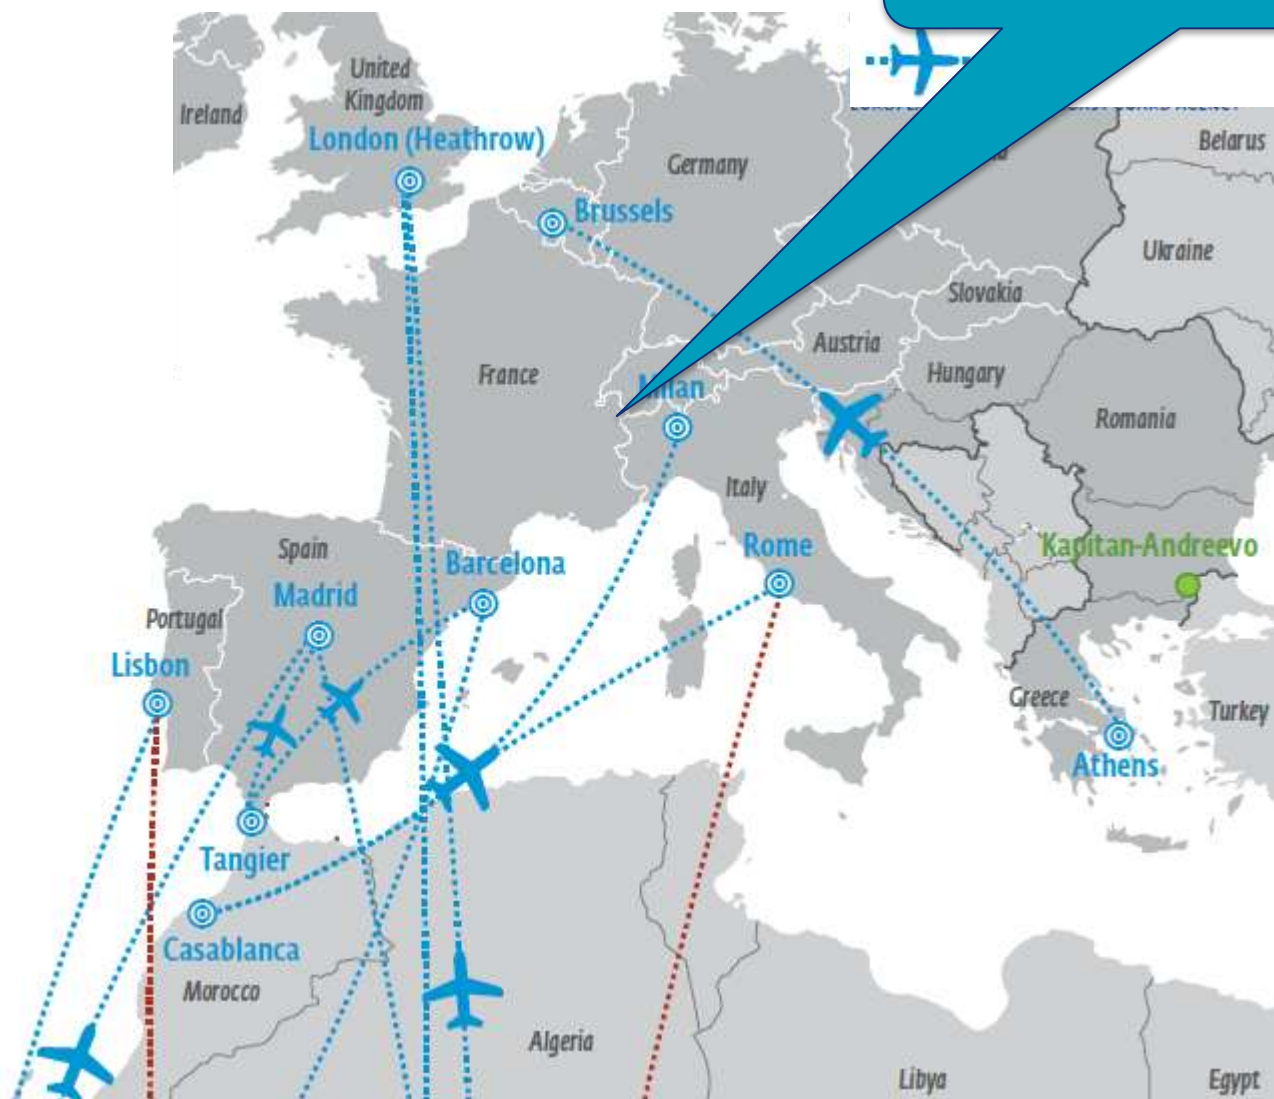 United
Kingdom
Ireland
London (Heathrow)
Belarus
Germany
Brussels
Ukraine
Slovakia
Austria
France
Hungary
Romania
Italy
Spain
Barcelona
Rome
Kapitan-Andreevo
Madrid
Portugal
Lisbon
Greece
Turkey
Athens
Tangier
Casablanca
Morocco
Algeria
Libya
Egypt